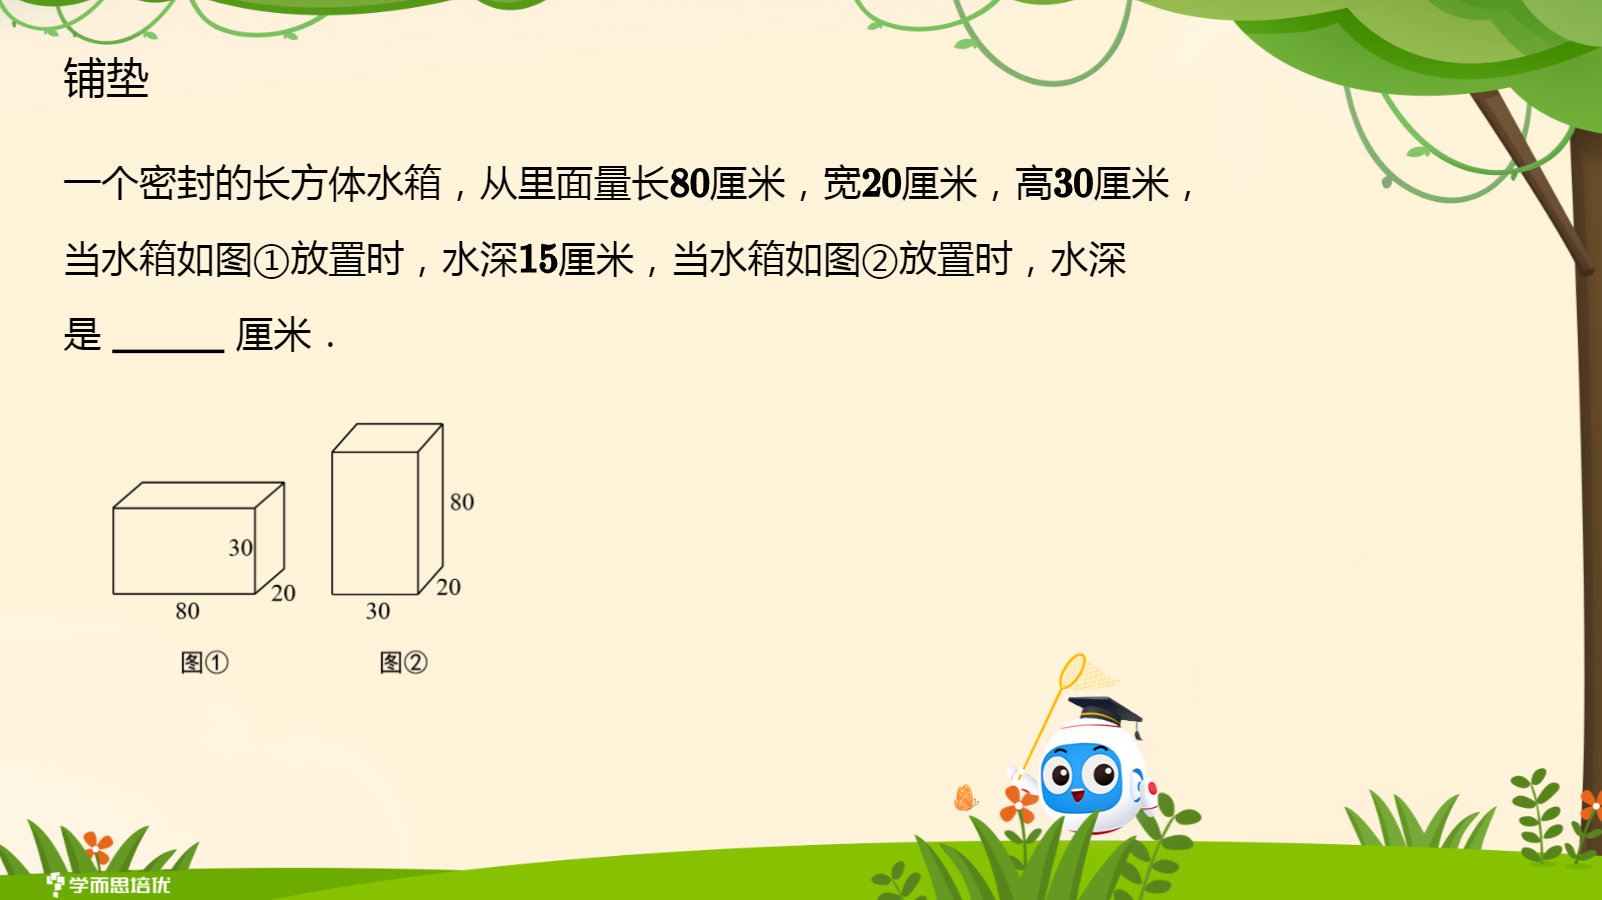 铺垫
一个密封的长方体水箱，从里面量长80厘米，宽20厘米，高30厘米，
当水箱如图①放置时，水深15厘米，当水箱如图②放置时，水深
是 ______ 厘米．
80
30
20
80
20
30
图①
图②
学而思培优